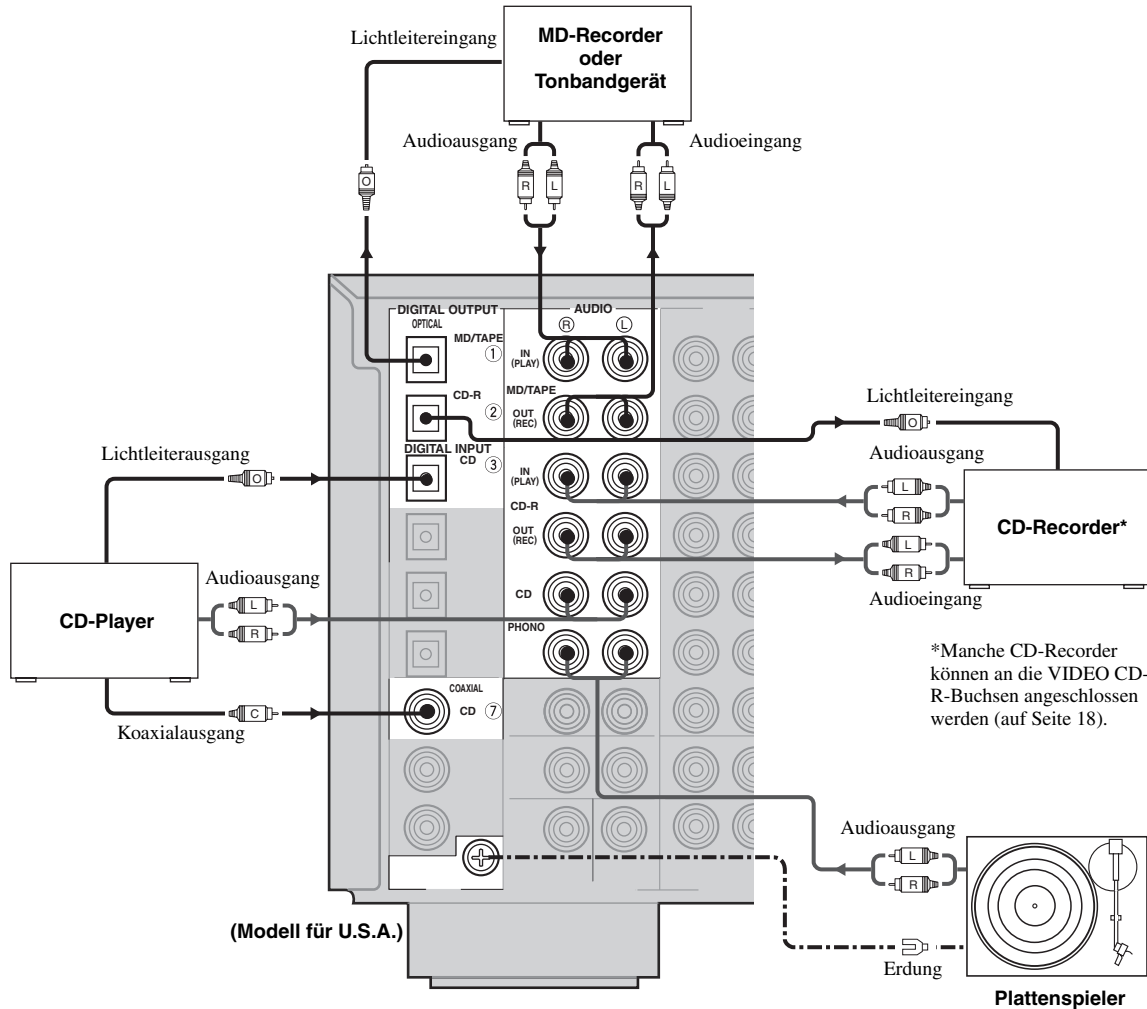 Lichtleitereingang
MD-Recorder
oder
Tonbandgerät
Audioausgang
Audioeingang
O
R
L
R
L
DIGITAL OUTPUT
OPTICAL
AUDIO
R
L
MD/TAPE
1
IN
(PLAY)
CD-R
2
MD/TAPE
OUT
(REC)
DIGITAL INPUT
CD
3
IN
(PLAY)
CD-R
OUT
(REC)
CD
PHONO
COAXIAL
CD
7
Lichtleiterausgang
O
CD-Player
Audioausgang
L
R
C
Koaxialausgang
Lichtleitereingang
O
Audioausgang
L
R
CD-Recorder*
L
R
Audioeingang
*Manche CD-Recorder
können an die VIDEO CD-
R-Buchsen angeschlossen
werden (auf Seite 18).
Audioausgang
L
R
Erdung
Plattenspieler
(Modell für U.S.A.)